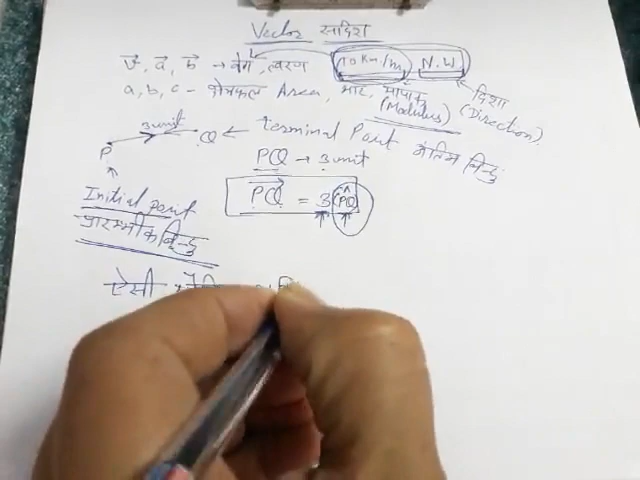 Vector सदिश
v⃗, a⃗, b⃗ → वेग, त्वरण 10 Km/m N.W
a, b, c - क्षेत्रफल Area, भार, मापांक (Modulus) दिशा (Direction)
3 unit
P Q ← terminal Point अंतिम बिन्दु
PQ → 3 unit
Initial point
प्रारम्भीक बिन्दु
PQ⃗ = 3 P̂Q
ऐसी